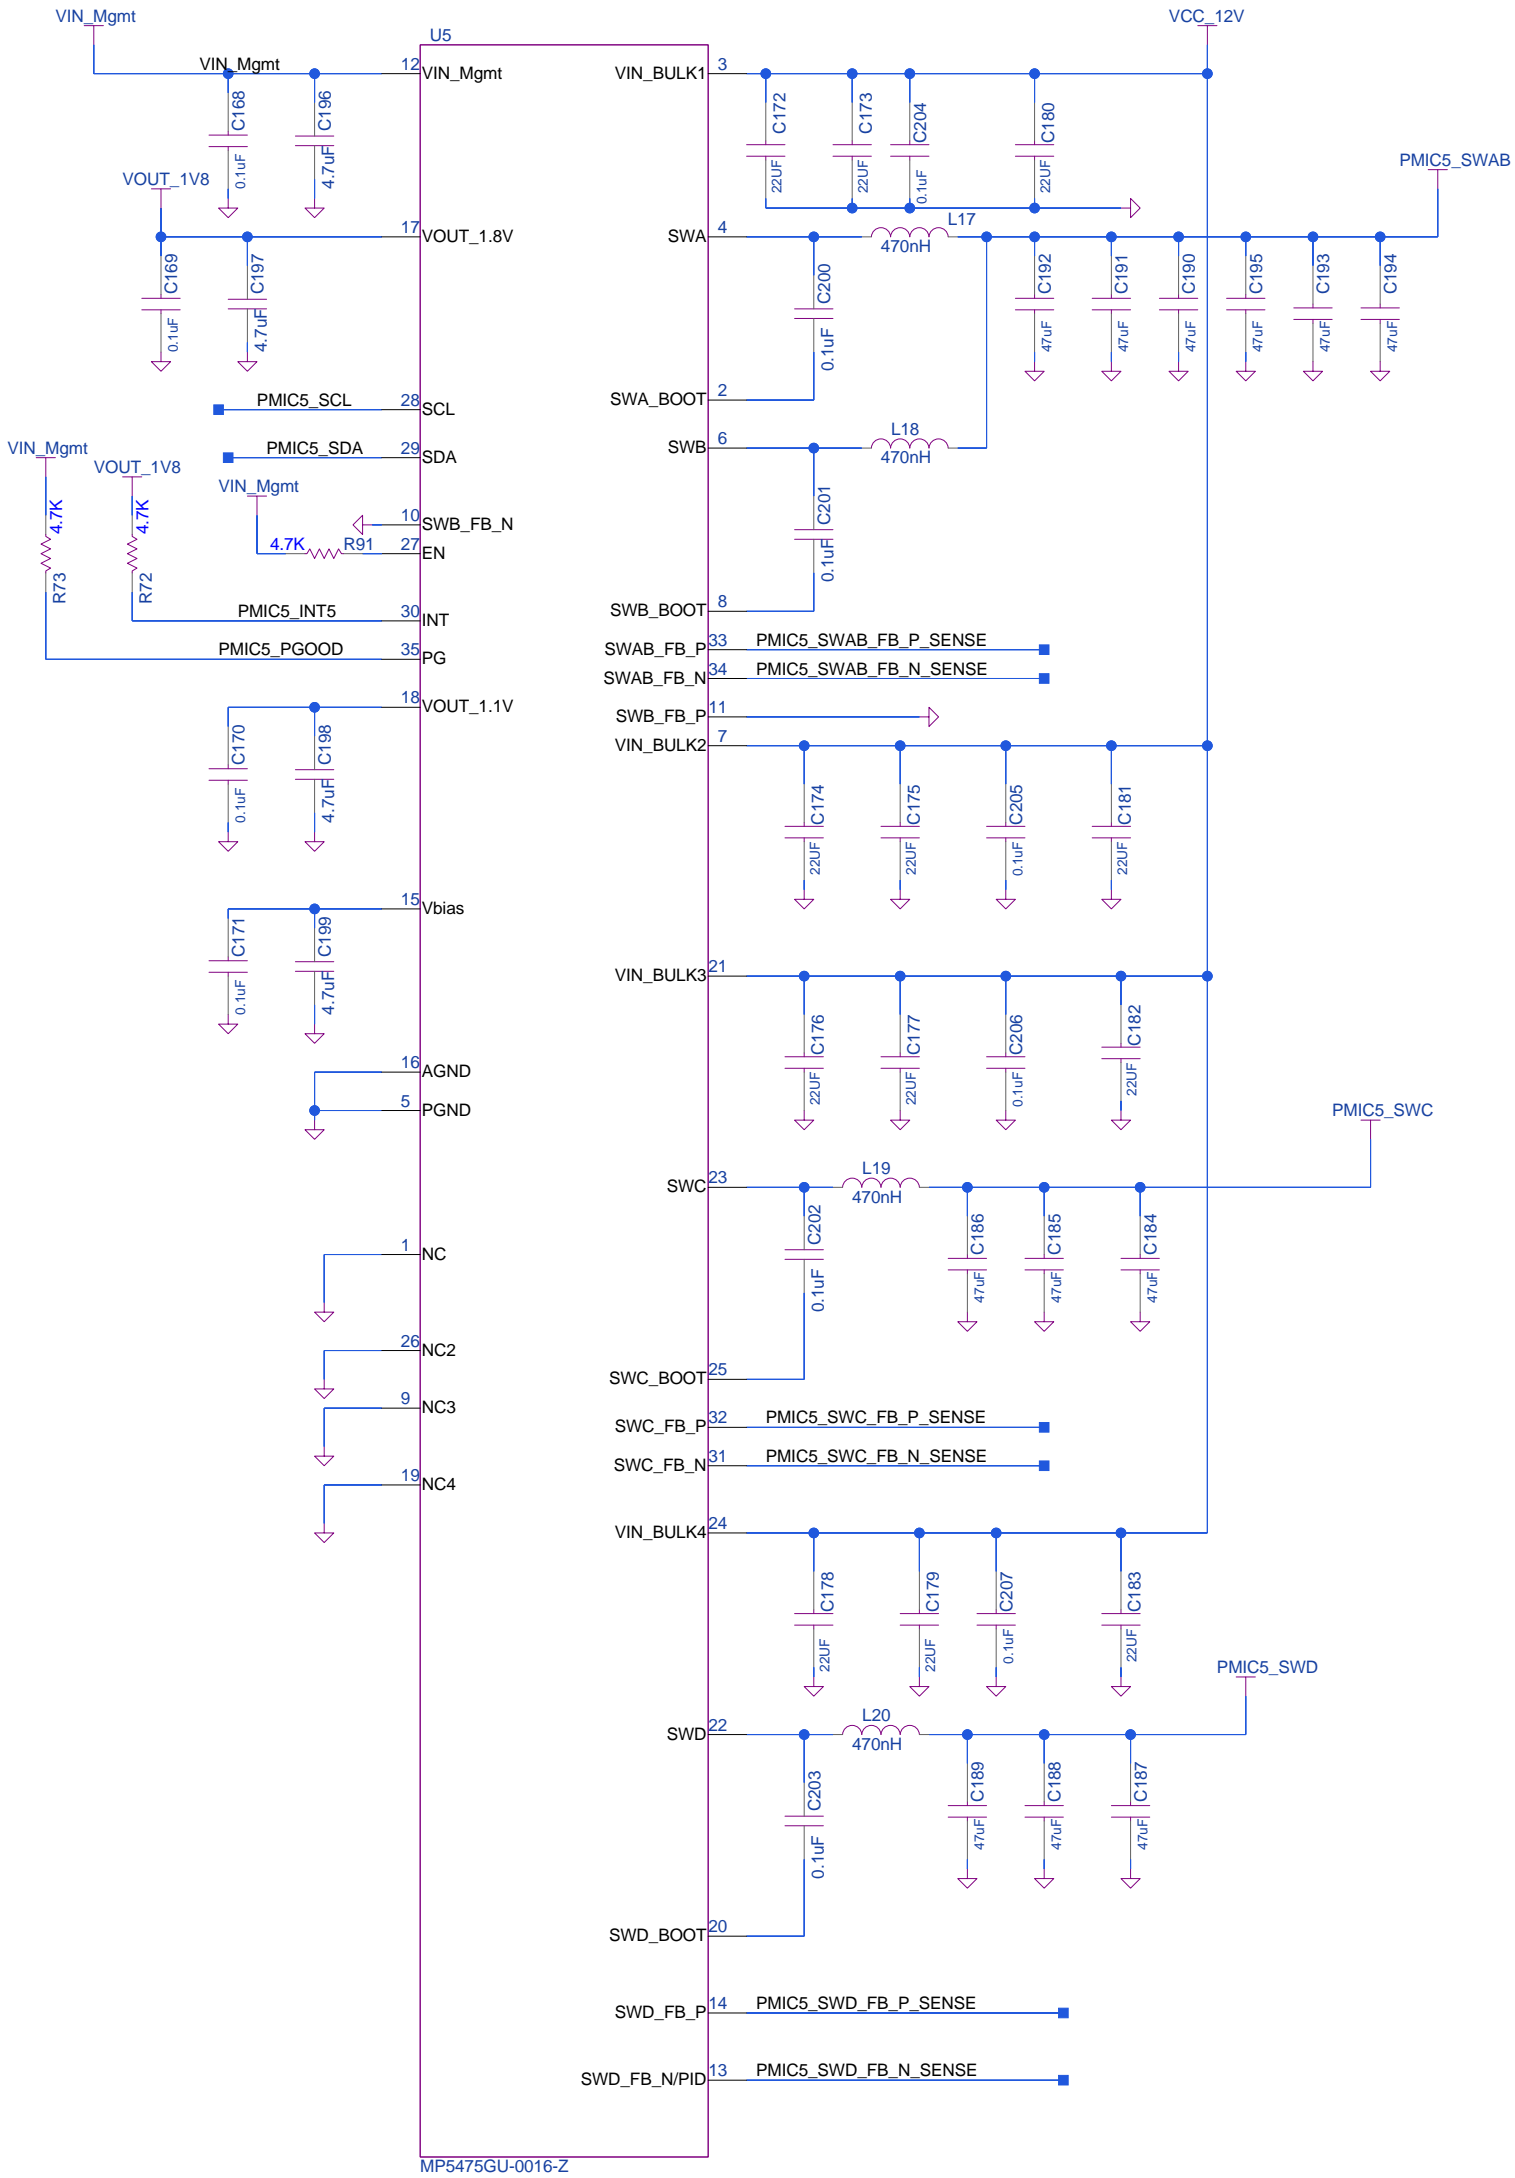 VIN_Mgmt
VCC_12V
U5
VIN_Mgmt
12
VIN_Mgmt
VIN_BULK1
3
C168
0.1uF
C196
4.7uF
C172
22UF
C173
22UF
C204
0.1uF
C180
22UF
PMIC5_SWAB
VOUT_1V8
17
VOUT_1.8V
SWA
4
L17
470nH
C169
0.1uF
C197
4.7uF
C200
0.1uF
C192
47uF
C191
47uF
C190
47uF
C195
47uF
C193
47uF
C194
47uF
PMIC5_SCL
28
SCL
SWA_BOOT
2
PMIC5_SDA
29
SDA
SWB
6
L18
470nH
VIN_Mgmt
VOUT_1V8
VIN_Mgmt
4.7K
R73
4.7K
R72
10
SWB_FB_N
4.7K
R91
27
EN
C201
0.1uF
PMIC5_INT5
30
INT
SWB_BOOT
8
PMIC5_PGOOD
35
PG
SWAB_FB_P
33
PMIC5_SWAB_FB_P_SENSE
SWAB_FB_N
34
PMIC5_SWAB_FB_N_SENSE
18
VOUT_1.1V
SWB_FB_P
11
VIN_BULK2
7
C170
0.1uF
C198
4.7uF
C174
22UF
C175
22UF
C205
0.1uF
C181
22UF
15
Vbias
C171
0.1uF
C199
4.7uF
VIN_BULK3
21
C176
22UF
C177
22UF
C206
0.1uF
C182
22UF
16
AGND
5
PGND
PMIC5_SWC
SWC
23
L19
470nH
C202
0.1uF
C186
47uF
C185
47uF
C184
47uF
1
NC
26
NC2
SWC_BOOT
25
9
NC3
SWC_FB_P
32
PMIC5_SWC_FB_P_SENSE
SWC_FB_N
31
PMIC5_SWC_FB_N_SENSE
19
NC4
VIN_BULK4
24
C178
22UF
C179
22UF
C207
0.1uF
C183
22UF
PMIC5_SWD
SWD
22
L20
470nH
C203
0.1uF
C189
47uF
C188
47uF
C187
47uF
SWD_BOOT
20
SWD_FB_P
14
PMIC5_SWD_FB_P_SENSE
SWD_FB_N/PID
13
PMIC5_SWD_FB_N_SENSE
MP5475GU-0016-Z